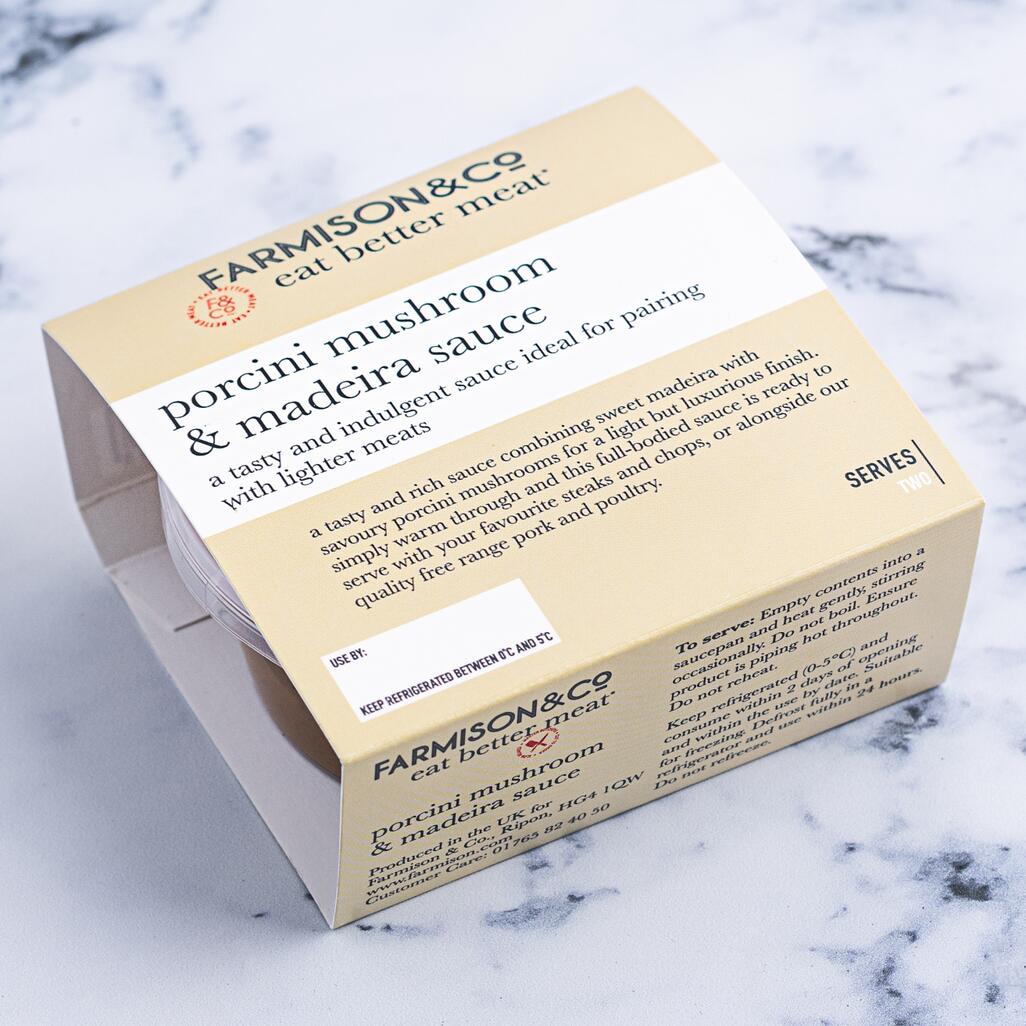 FARMISON&Co
eat better meat
EAT BETTER MEAT • EAT BETTER MEAT •
F&
Co
porcini mushroom
& madeira sauce
a tasty and indulgent sauce ideal for pairing
with lighter meats
a tasty and rich sauce combining sweet madeira with
savoury porcini mushrooms for a light but luxurious finish.
simply warm through and this full-bodied sauce is ready to
serve with your favourite steaks and chops, or alongside our
quality free range pork and poultry.
SERVES
TWO
USE BY:
KEEP REFRIGERATED BETWEEN 0°C AND 5°C
FARMISON&Co
eat better meat
porcini mushroom
& madeira sauce
Produced in the UK for
Farmison & Co., Ripon, HG4 1QW
www.farmison.com
Customer Care: 01765 82 40 50
To serve: Empty contents into a
saucepan and heat gently, stirring
occasionally. Do not boil. Ensure
product is piping hot throughout.
Do not reheat.
Keep refrigerated (0-5°C) and
consume within 2 days of opening
and within the use by date. Suitable
for freezing. Defrost fully in a
refrigerator and use within 24 hours.
Do not refreeze.